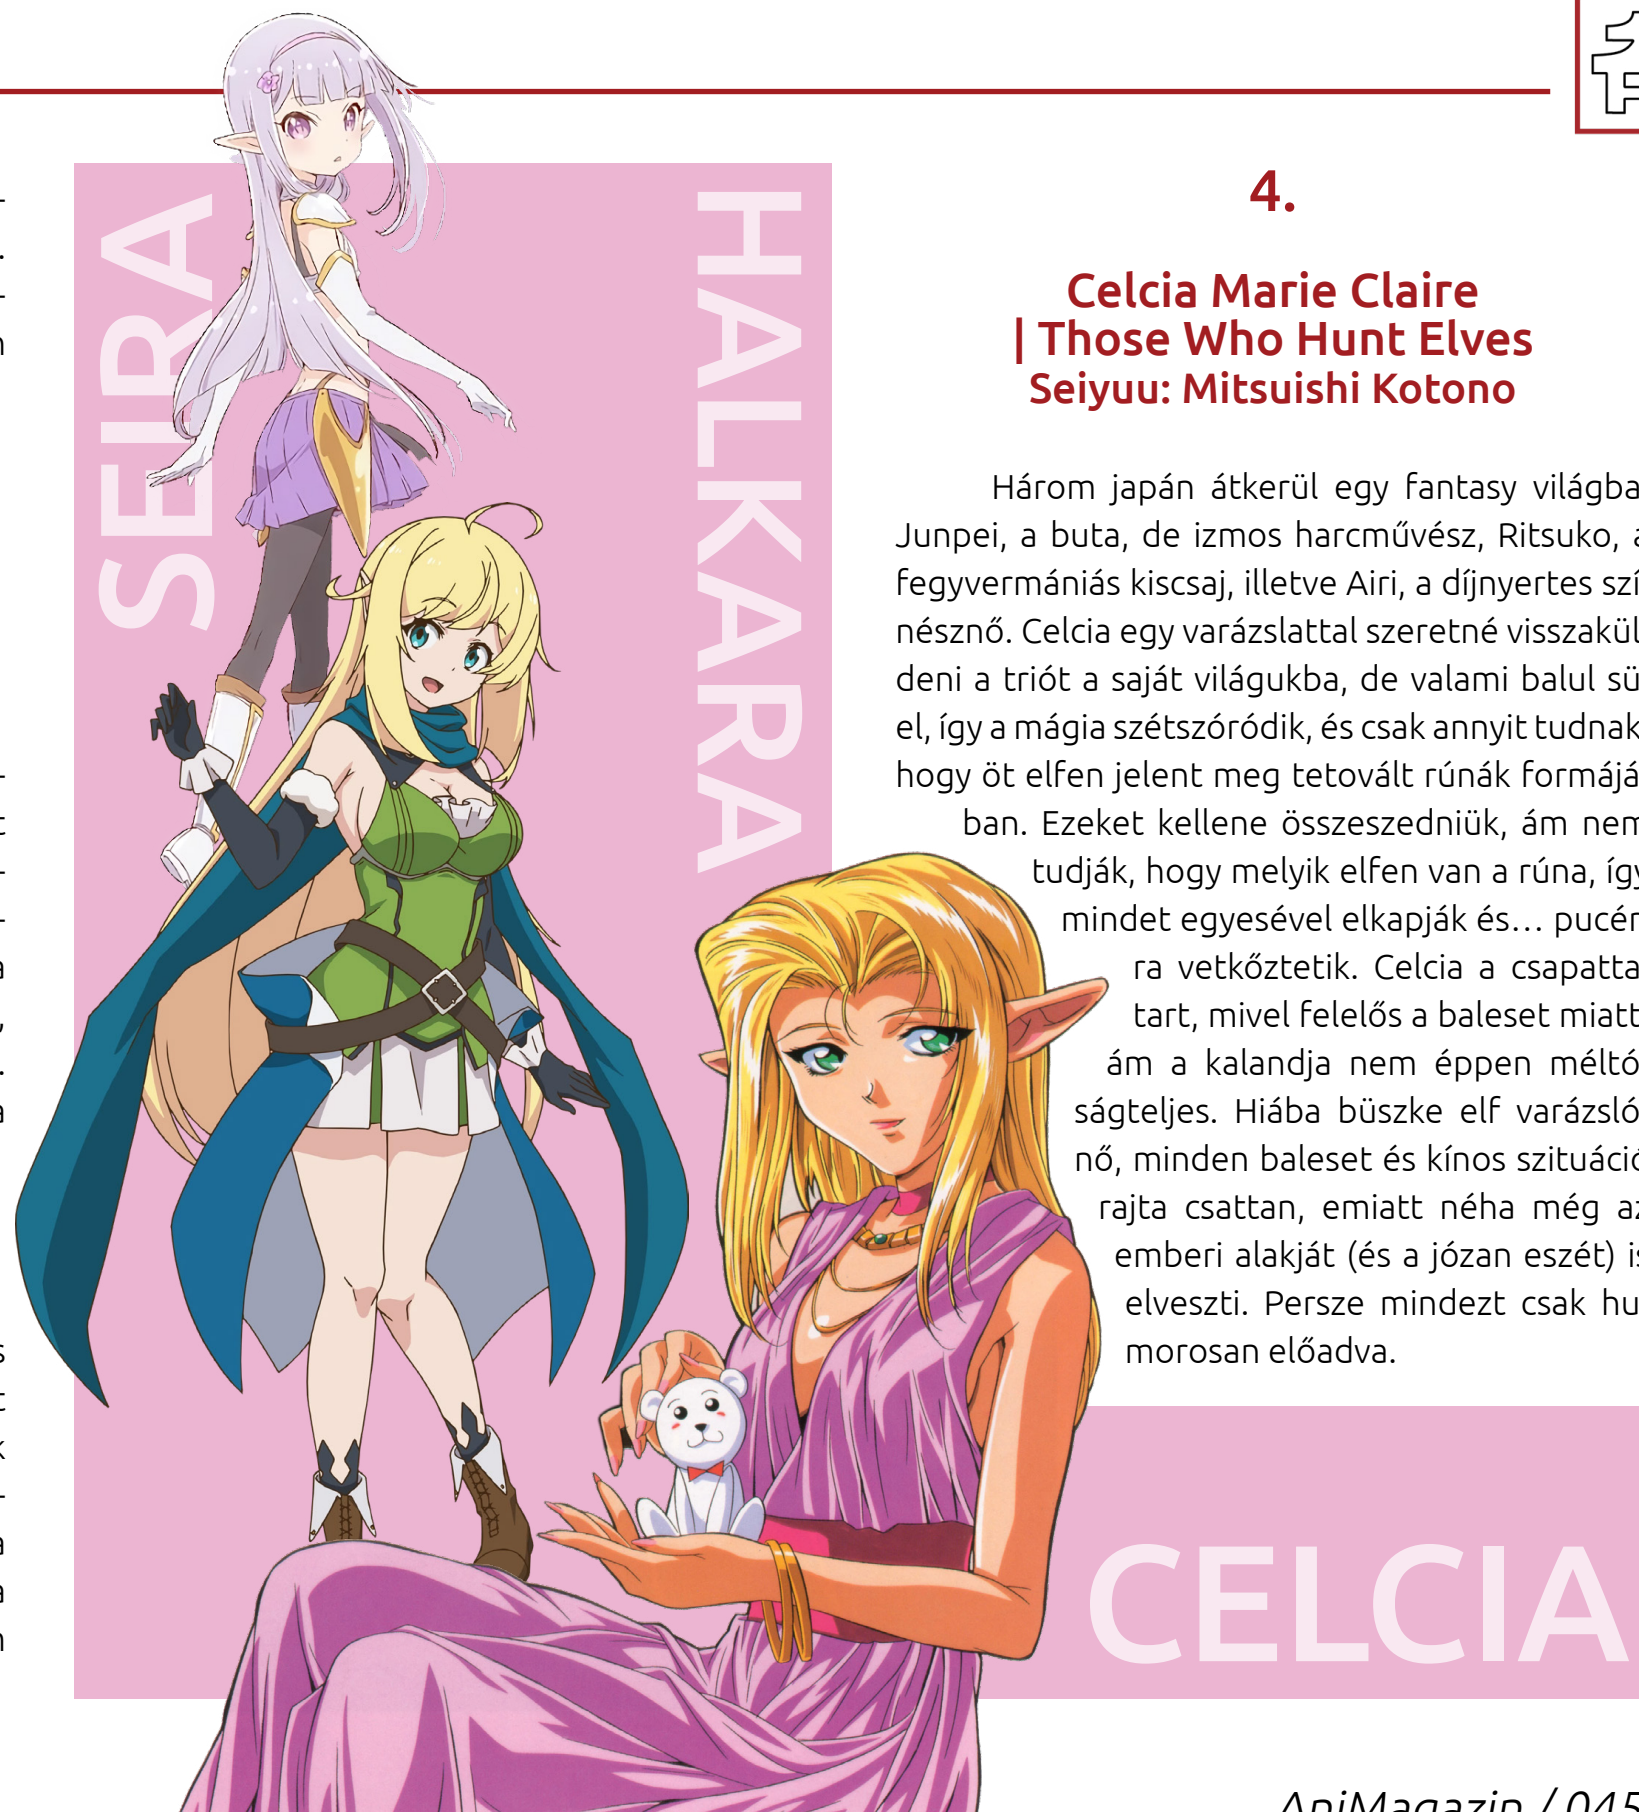 SEIRA
HALKARA
4.
Celcia Marie Claire
| Those Who Hunt Elves
Seiyuu: Mitsuishi Kotono
Három japán átkerül egy fantasy világba
Junpei, a buta, de izmos harcművész, Ritsuko, a
fegyvermániás kiscsaj, illetve Airi, a díjnyertes szí
nésznő. Celcia egy varázslattal szeretné visszakül
deni a triót a saját világukba, de valami balul sü
el, így a mágia szétszóródik, és csak annyit tudnak
hogy öt elfen jelent meg tetovált rúnák formájá
ban. Ezeket kellene összeszedniük, ám nem
tudják, hogy melyik elfen van a rúna, így
mindet egyesével elkapják és… pucér
ra vetkőztetik. Celcia a csapatta
tart, mivel felelős a baleset miatt
ám a kalandja nem éppen méltó
ságteljes. Hiába büszke elf varázsló
nő, minden baleset és kínos szituáció
rajta csattan, emiatt néha még az
emberi alakját (és a józan eszét) is
elveszti. Persze mindezt csak hu
morosan előadva.
CELCIA
AniMagazin / 045